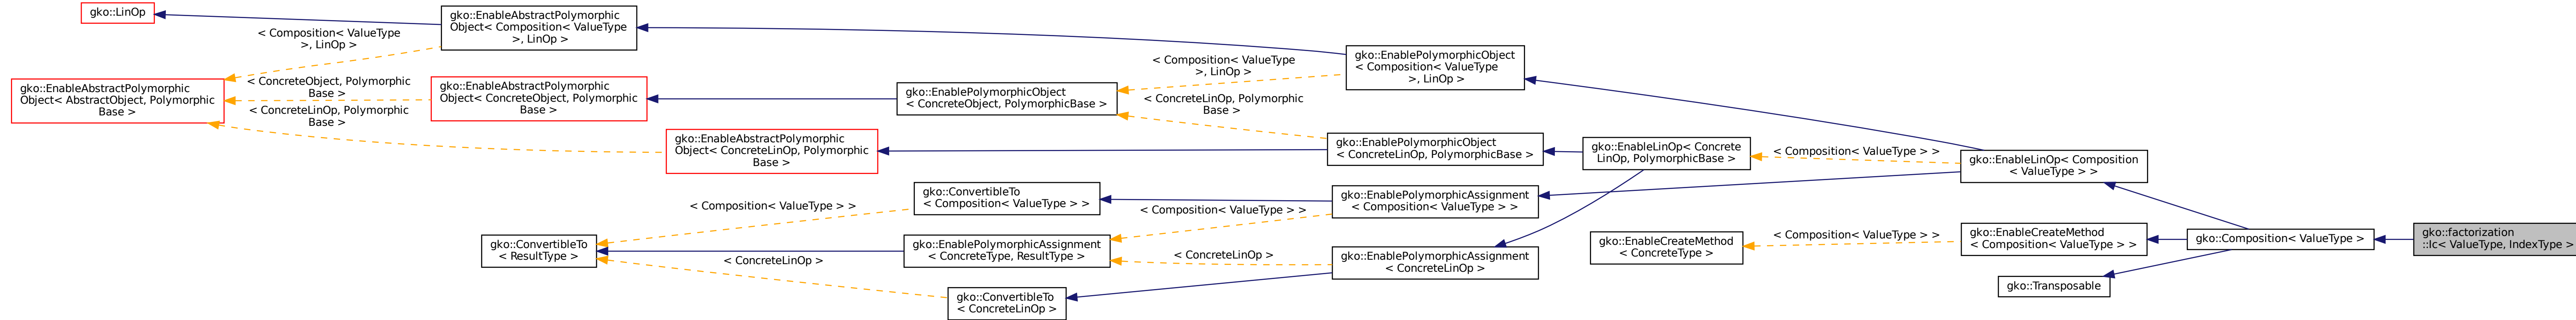 gko::LinOp
gko::EnableAbstractPolymorphic
Object< Composition< ValueType
>, LinOp >
< Composition< ValueType
>, LinOp >
gko::EnableAbstractPolymorphic
Object< AbstractObject, Polymorphic
Base >
< ConcreteObject, Polymorphic
Base >
< ConcreteLinOp, Polymorphic
Base >
gko::EnableAbstractPolymorphic
Object< ConcreteObject, Polymorphic
Base >
gko::EnableAbstractPolymorphic
Object< ConcreteLinOp, Polymorphic
Base >
gko::EnablePolymorphicObject
< ConcreteObject, PolymorphicBase >
< Composition< ValueType
>, LinOp >
< ConcreteLinOp, Polymorphic
Base >
gko::EnablePolymorphicObject
< Composition< ValueType
>, LinOp >
gko::EnablePolymorphicObject
< ConcreteLinOp, PolymorphicBase >
gko::EnableLinOp< Concrete
LinOp, PolymorphicBase >
< Composition< ValueType > >
gko::EnableLinOp< Composition
< ValueType > >
gko::ConvertibleTo
< Composition< ValueType > >
< Composition< ValueType > >
gko::ConvertibleTo
< ResultType >
gko::EnablePolymorphicAssignment
< ConcreteType, ResultType >
< ConcreteLinOp >
gko::ConvertibleTo
< ConcreteLinOp >
< Composition< ValueType > >
< ConcreteLinOp >
gko::EnablePolymorphicAssignment
< Composition< ValueType > >
gko::EnablePolymorphicAssignment
< ConcreteLinOp >
gko::EnableCreateMethod
< ConcreteType >
< Composition< ValueType > >
gko::EnableCreateMethod
< Composition< ValueType > >
gko::Transposable
gko::Composition< ValueType >
gko::factorization
::Ic< ValueType, IndexType >